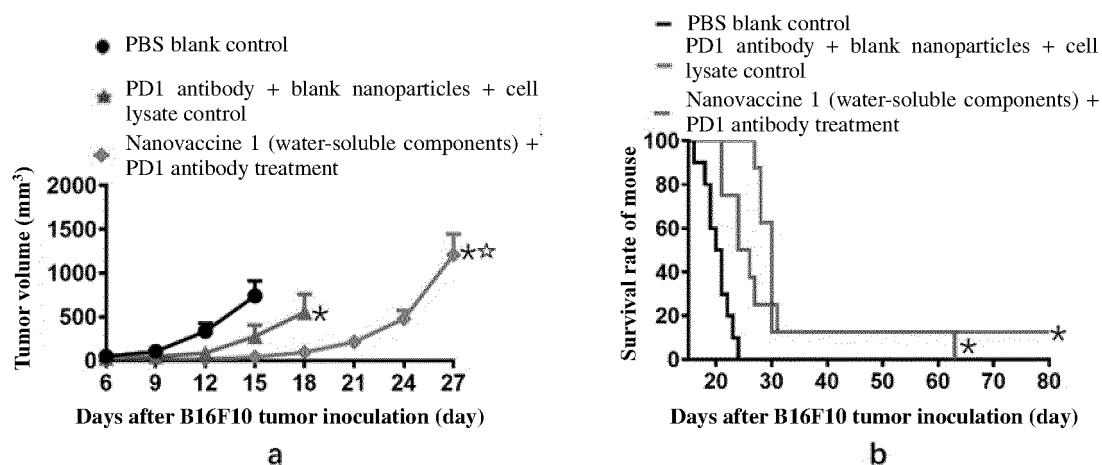 PBS blank control
PD1 antibody + blank nanoparticles + cell
lysate control
Nanovaccine 1 (water-soluble components) +
PD1 antibody treatment
Tumor volume (mm³)
2000
1500
1000
500
0
6 9 12 15 18 21 24 27
Days after B16F10 tumor inoculation (day)
a
PBS blank control
PD1 antibody + blank nanoparticles + cell
lysate control
Nanovaccine 1 (water-soluble components) +
PD1 antibody treatment
Survival rate of mouse
100
80
60
40
20
0
20 30 40 50 60 70 80
Days after B16F10 tumor inoculation (day)
b